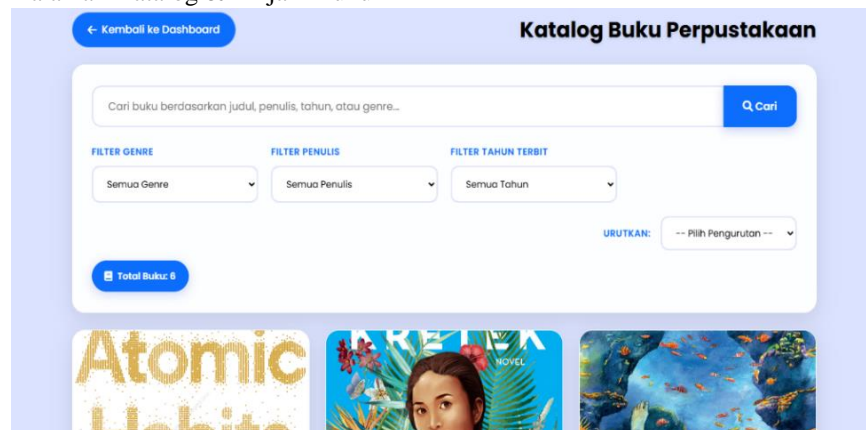 ← Kembali ke Dashboard
Katalog Buku Perpustakaan
Cari buku berdasarkan judul, penulis, tahun, atau genre...
Cari
FILTER GENRE
FILTER PENULIS
FILTER TAHUN TERBIT
Semua Genre
Semua Penulis
Semua Tahun
URUTKAN:
-- Pilih Pengurutan --
Total Buku: 6
Atomic
KRETEK
NOVEL